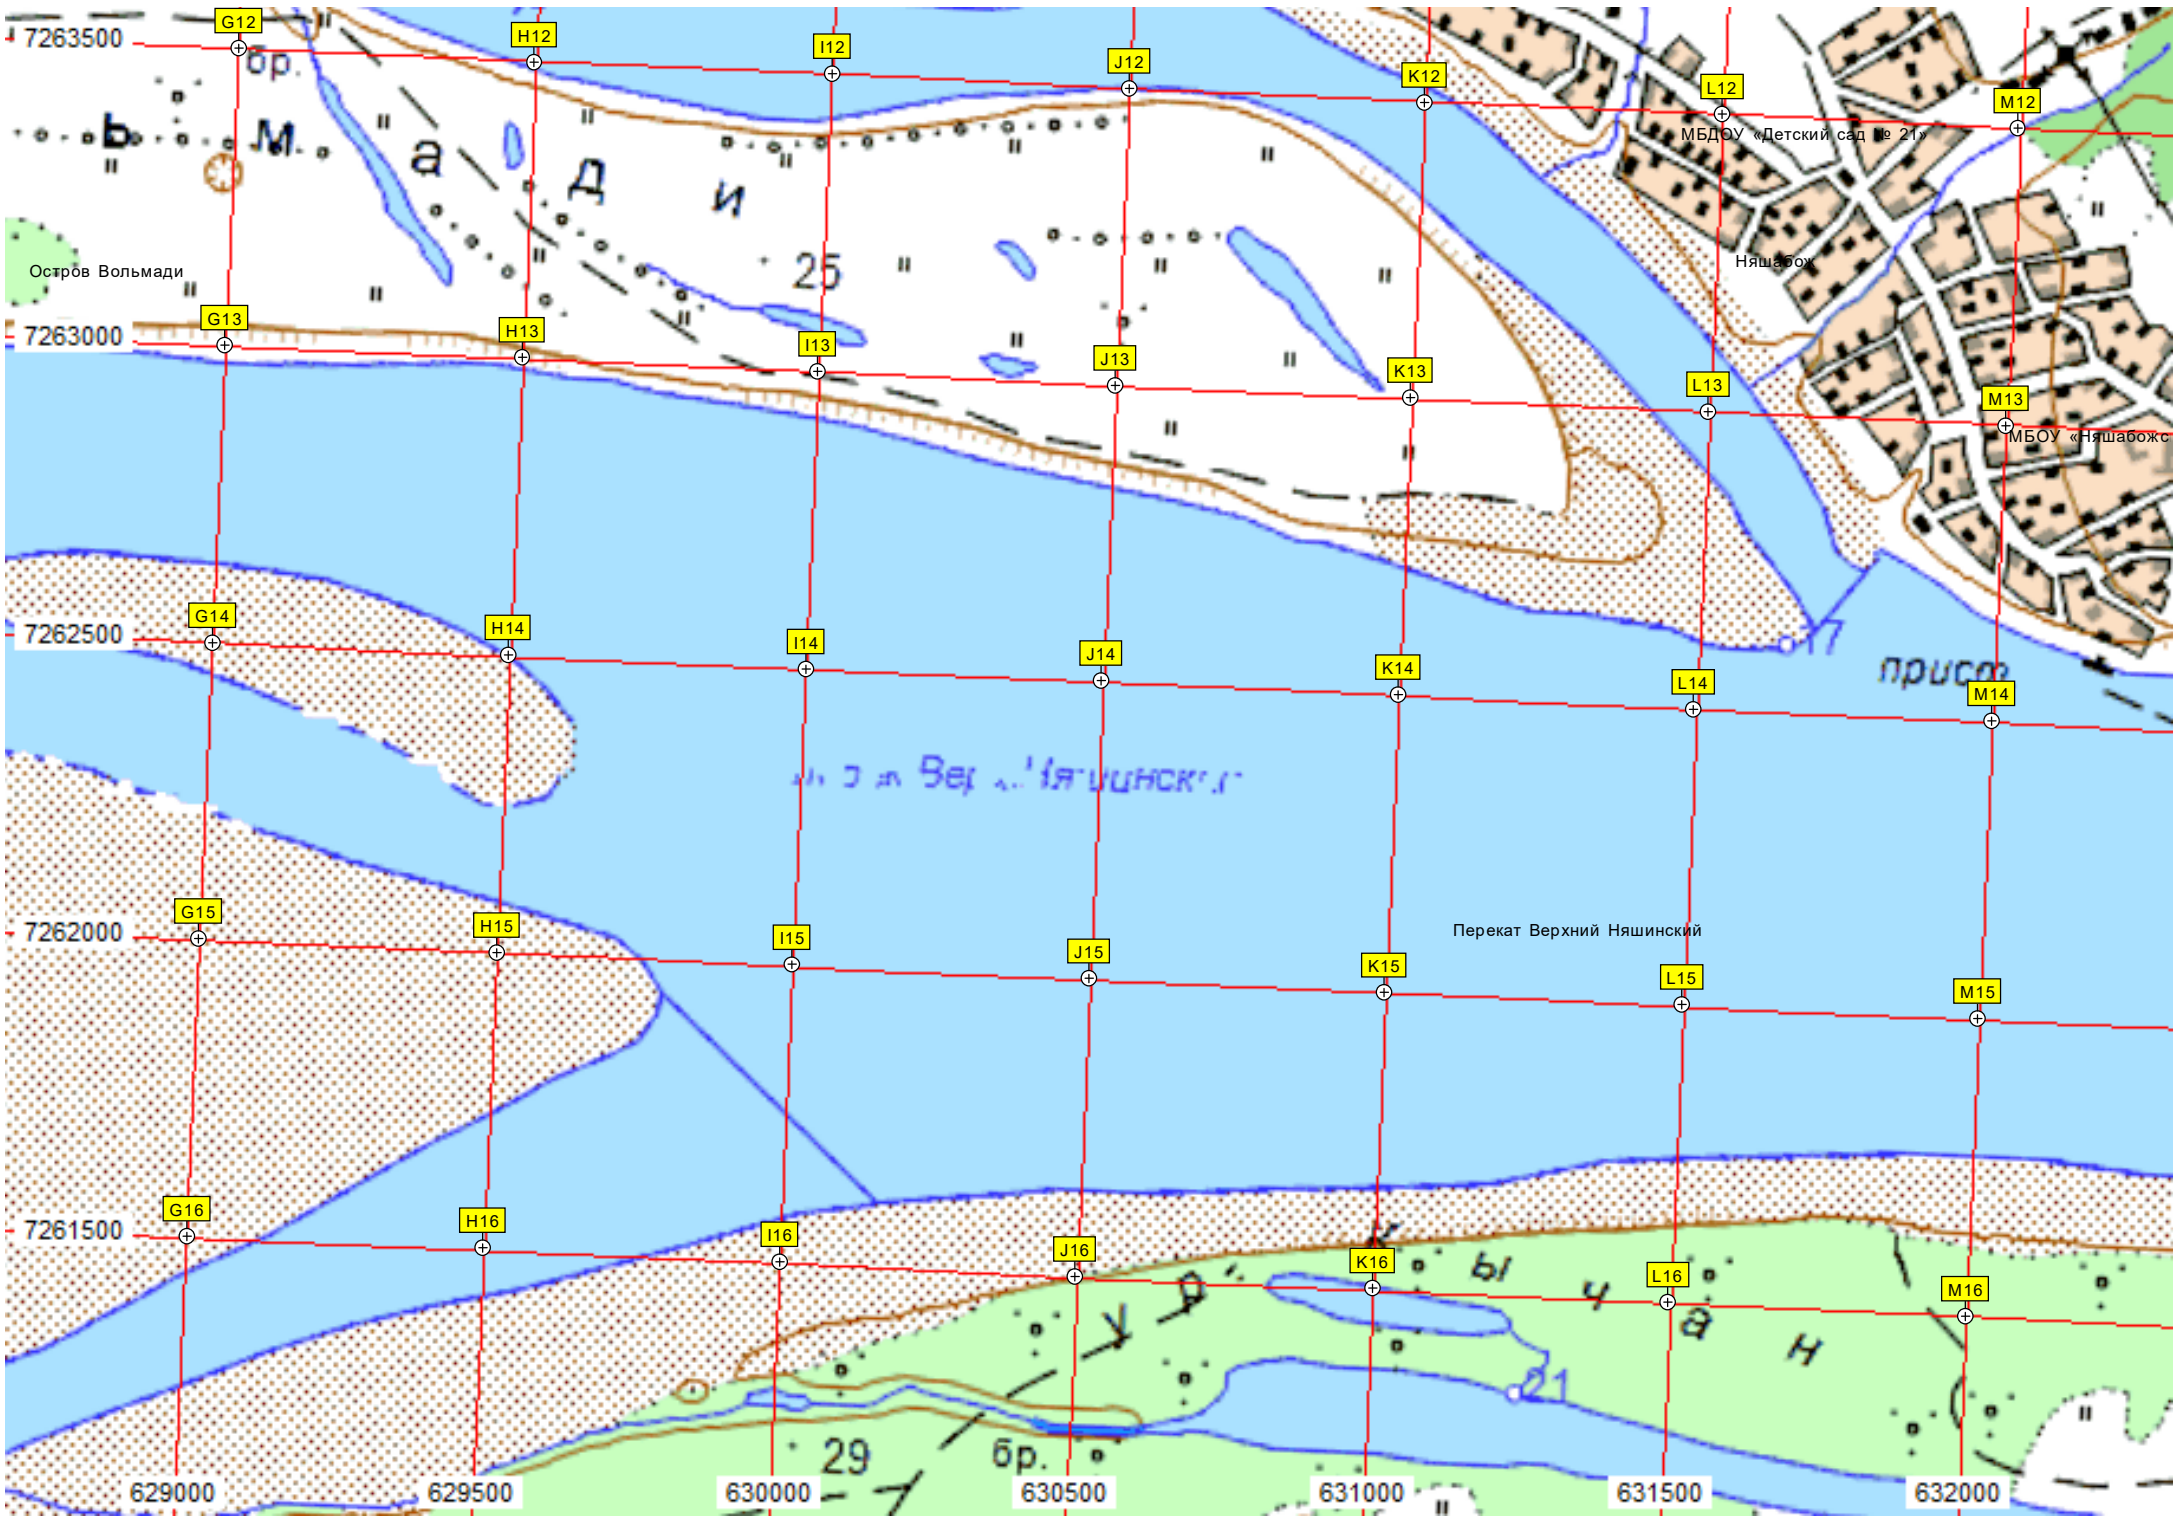 G12 H12 I12 J12 K12 L12 M12
7263500
бр.
МБДОУ «Детский сад № 21»
ь м а д и
Няшабож
Остров Вольмади
25
G13 H13 I13 J13 K13 L13 M13
7263000
МБОУ «Няшабожс
G14 H14 I14 J14 K14 L14 M14
7262500
17
прист
Перекат Верхний Няшинский
G15 H15 I15 J15 K15 L15 M15
7262000
G16 H16 I16 J16 K16 L16 M16
7261500
ур. Кычан
21
29
бр.
629000 629500 630000 630500 631000 631500 632000